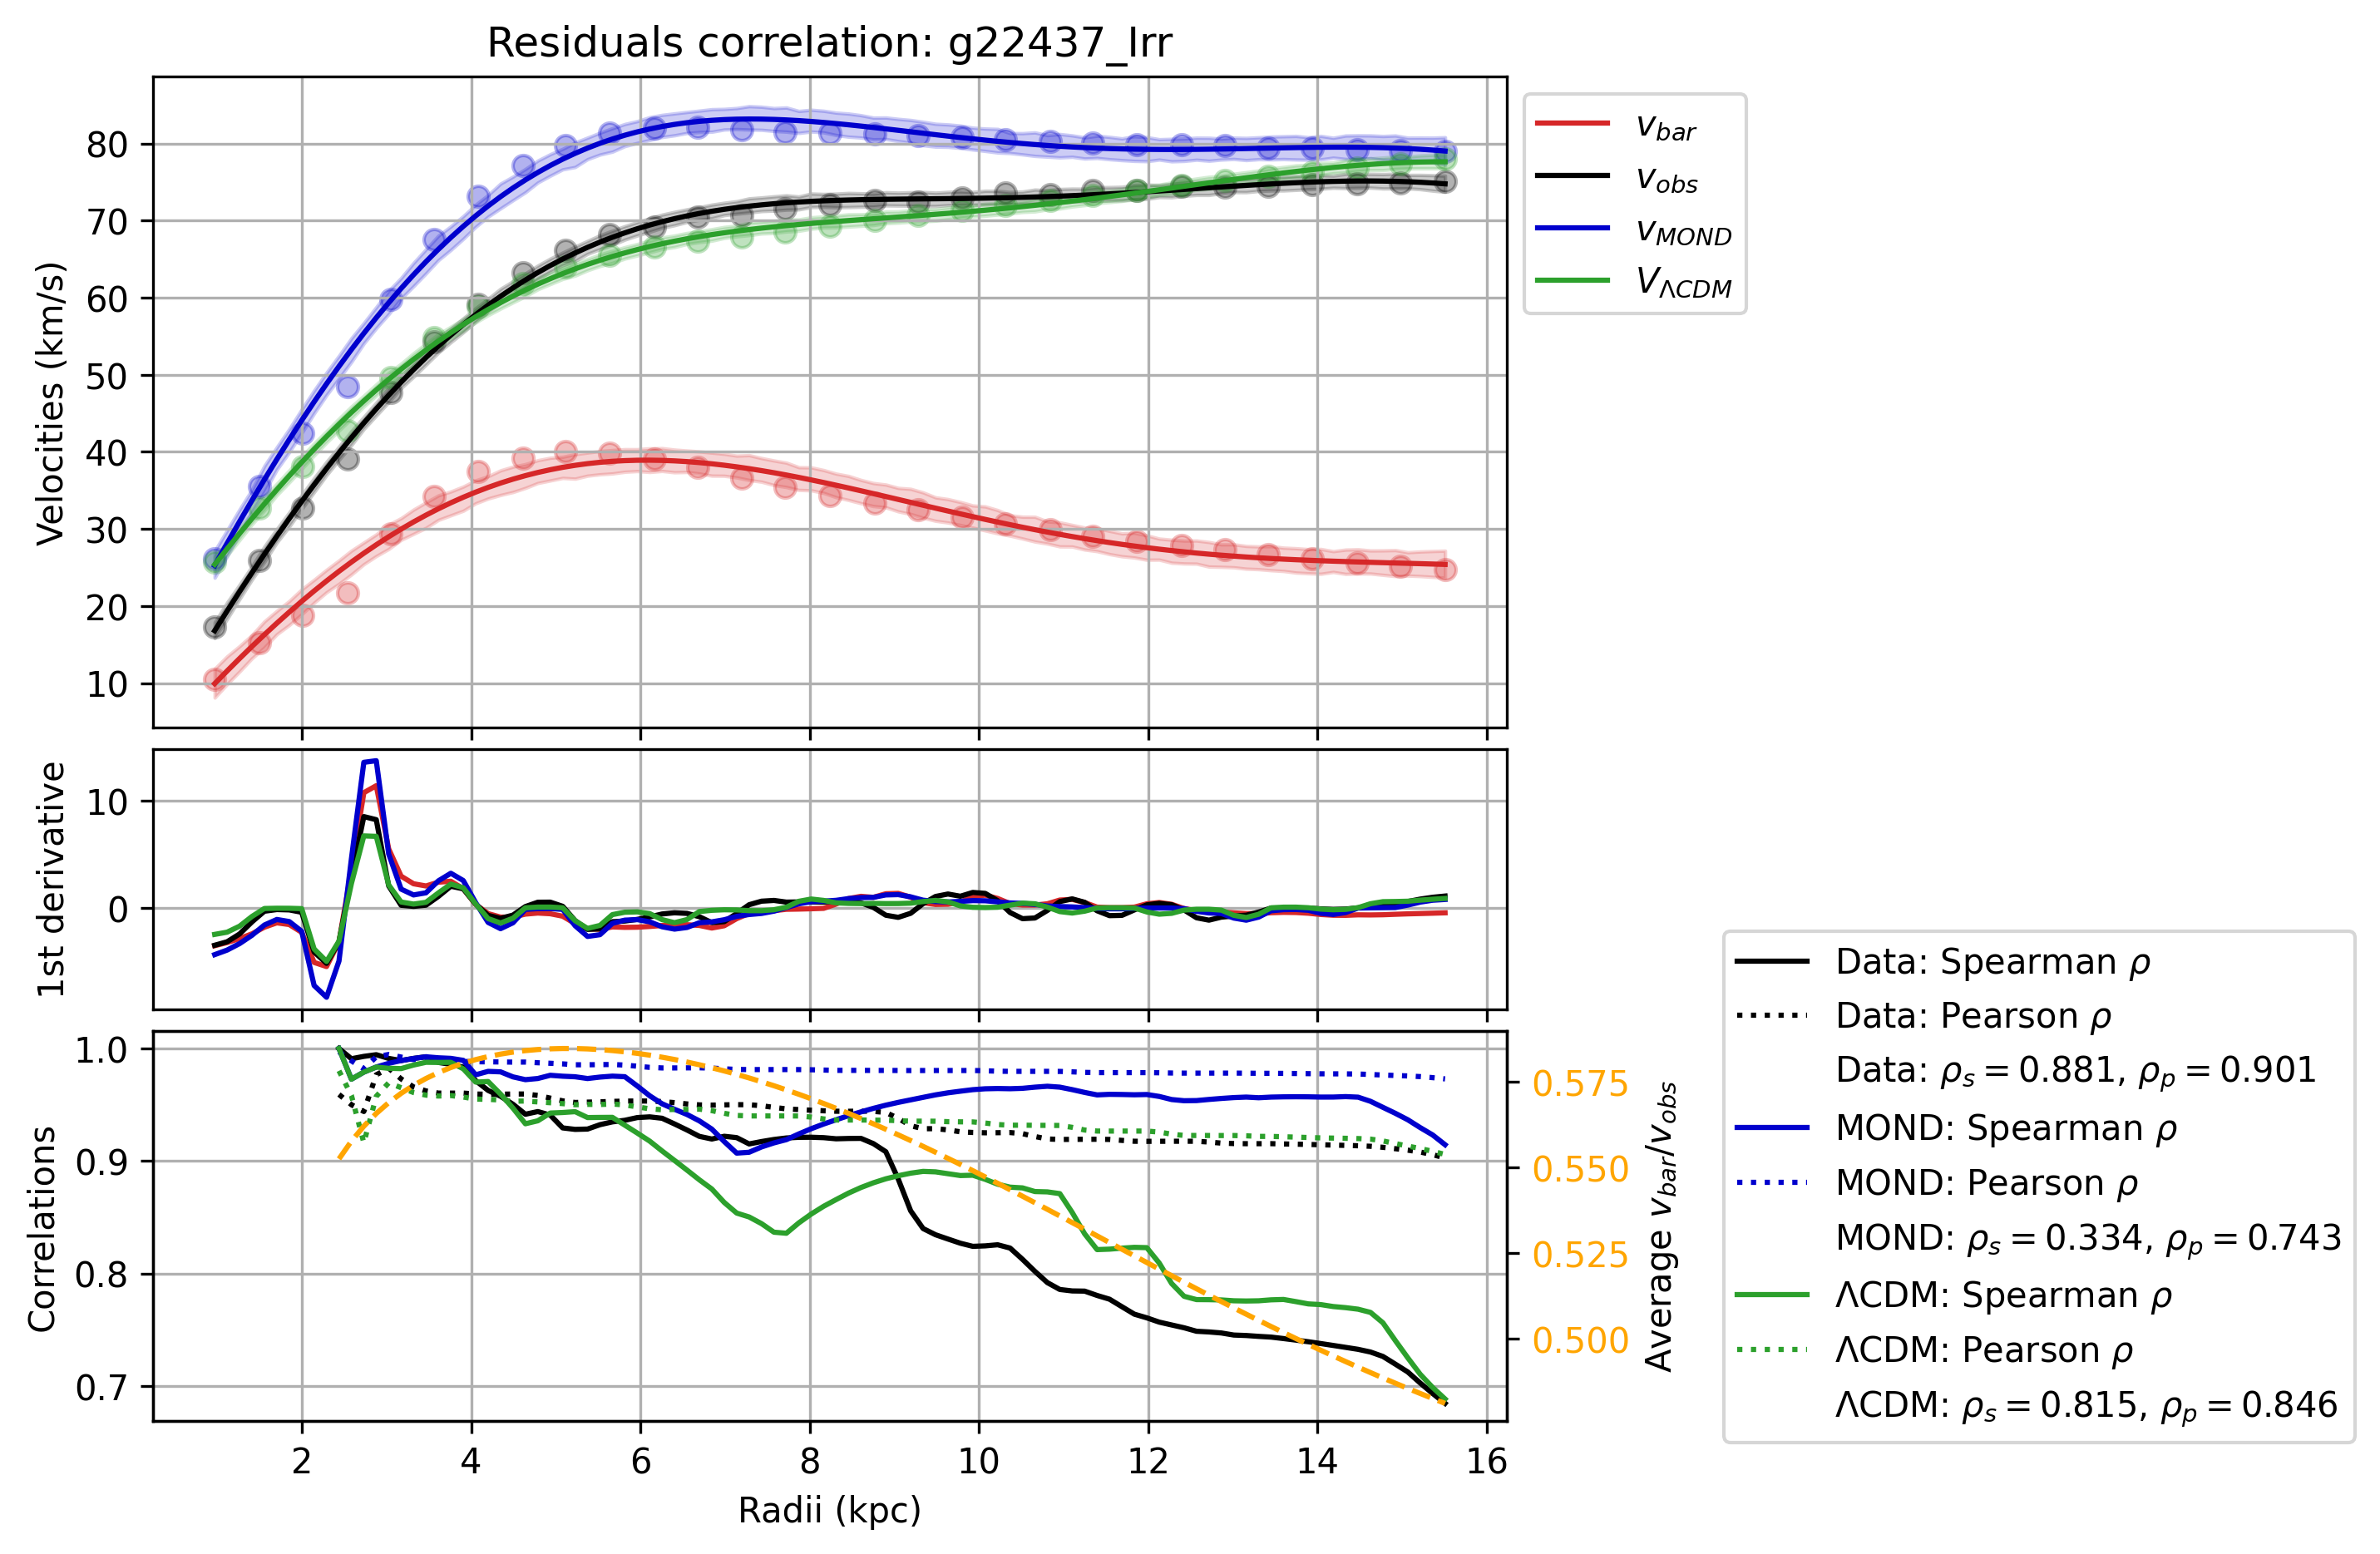 Residuals correlation: g22437_Irr
Velocities (km/s)
80
70
60
50
40
30
20
10
v_bar
v_obs
v_MOND
V_ΛCDM
1st derivative
10
0
Correlations
1.0
0.9
0.8
0.7
0.575
0.550
0.525
0.500
Average v_bar/v_obs
2 4 6 8 10 12 14 16
Radii (kpc)
Data: Spearman ρ
Data: Pearson ρ
Data: ρ_s = 0.881, ρ_p = 0.901
MOND: Spearman ρ
MOND: Pearson ρ
MOND: ρ_s = 0.334, ρ_p = 0.743
ΛCDM: Spearman ρ
ΛCDM: Pearson ρ
ΛCDM: ρ_s = 0.815, ρ_p = 0.846